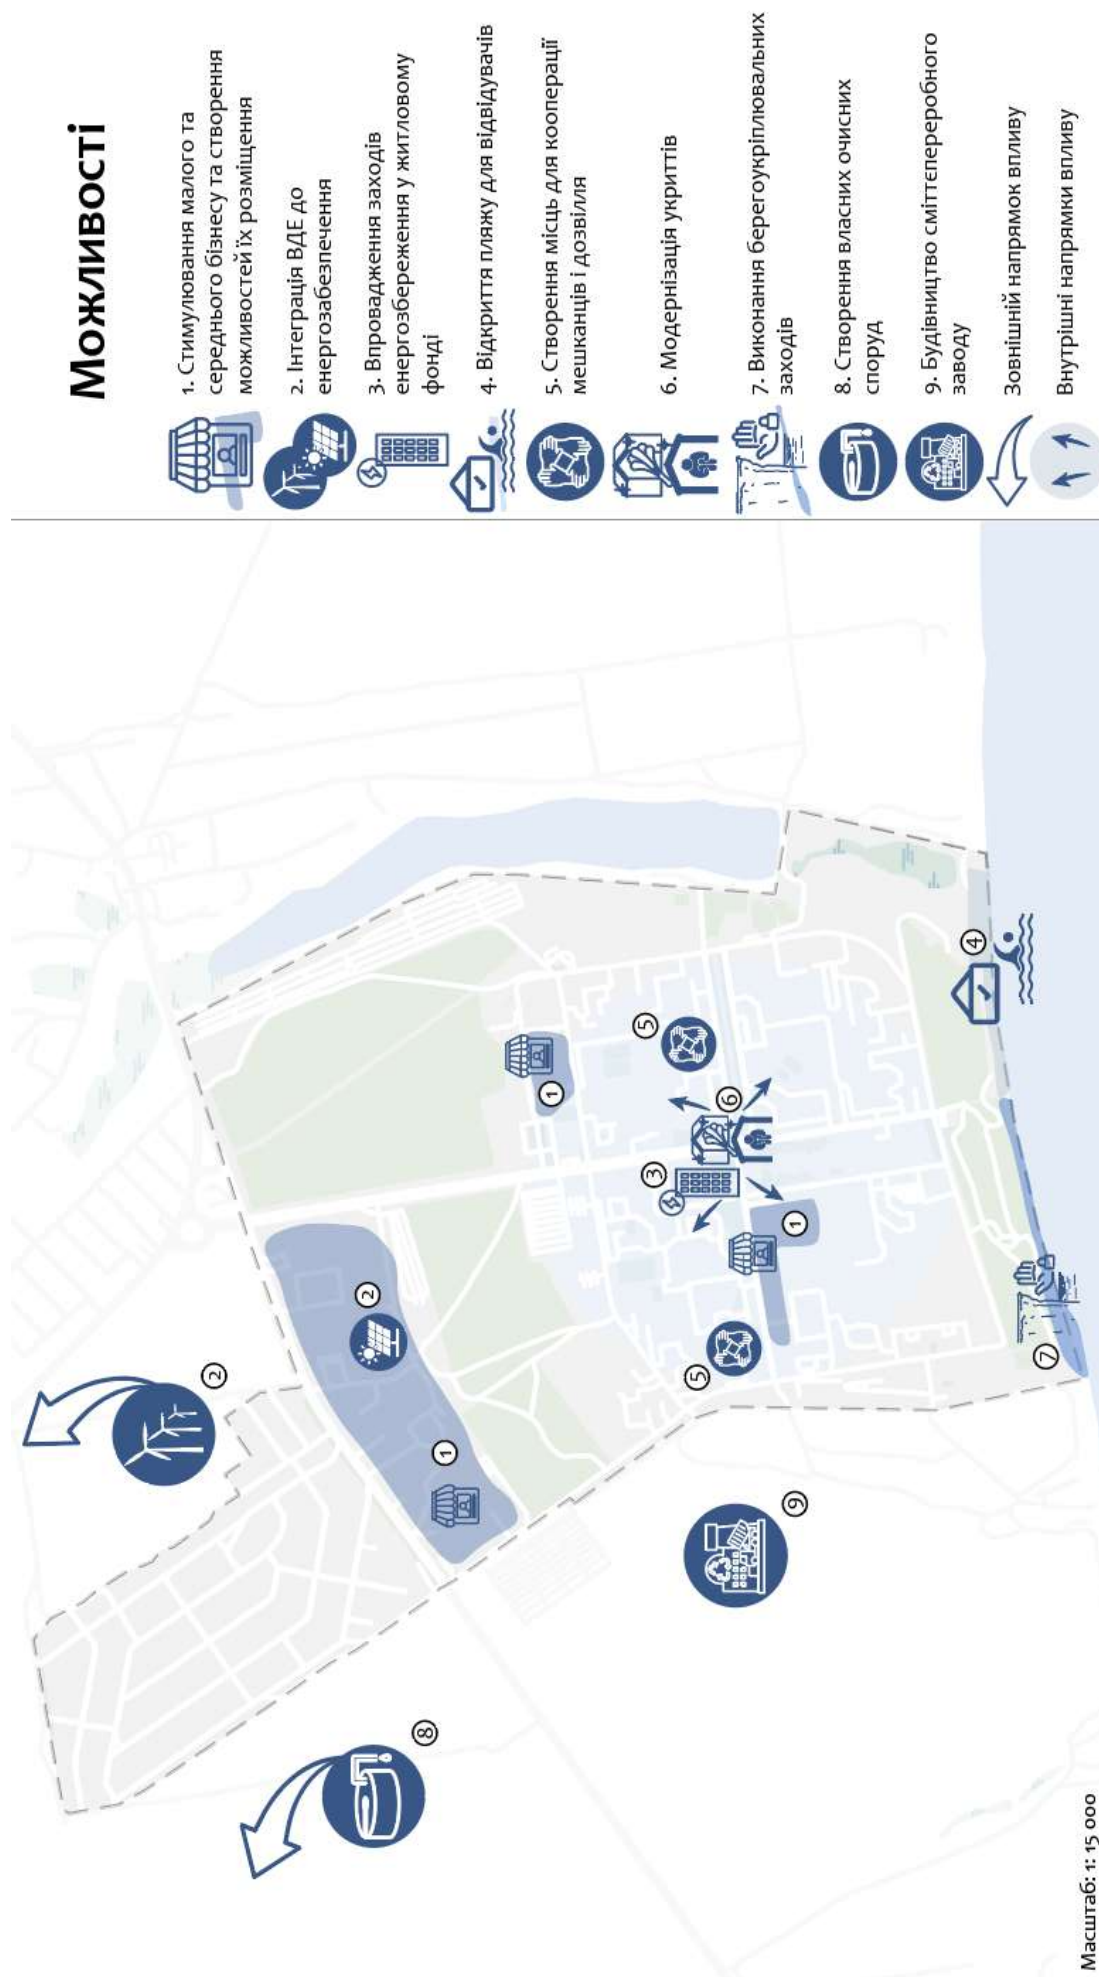 Можливості
1. Стимулювання малого та
середнього бізнесу та створення
можливостей їх розміщення
2. Інтеграція ВДЕ до
енергозабезпечення
3. Впровадження заходів
енергозбереження у житловому
фонді
4. Відкриття пляжу для відвідувачів
5. Створення місць для кооперації
мешканців і дозвілля
6. Модернізація укриттів
7. Виконання берегоукріплювальних
заходів
8. Створення власних очисних
споруд
9. Будівництво сміттєпереробного
заводу
Зовнішній напрямок впливу
Внутрішні напрямки впливу
8
2
2
1
1
3
5
6
5
1
9
7
4
Масштаб: 1: 15 000